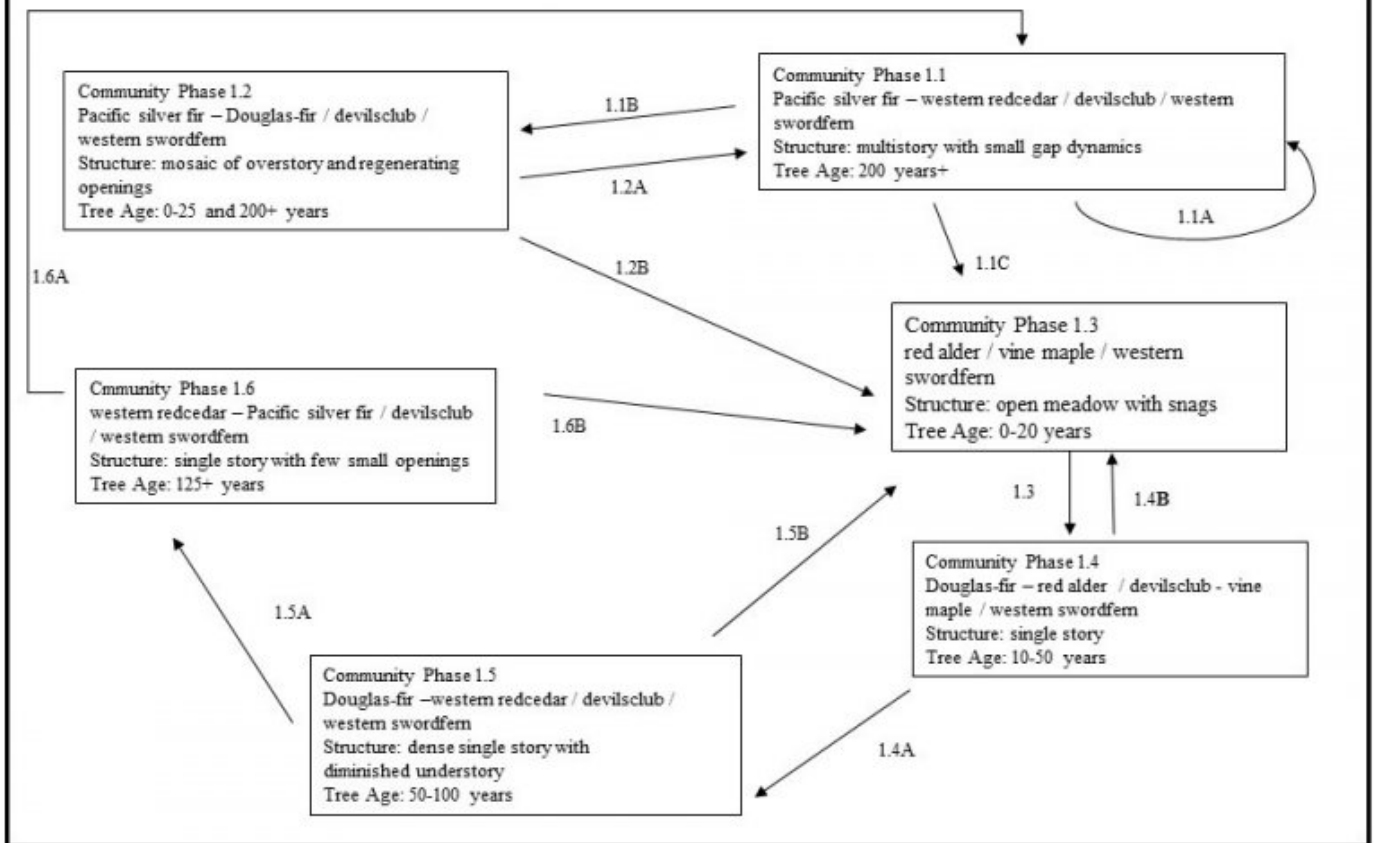 Community Phase 1.2
Pacific silver fir – Douglas-fir / devilsclub /
western swordfern
Structure: mosaic of overstory and regenerating
openings
Tree Age: 0-25 and 200+ years
1.1B
1.2A
Community Phase 1.1
Pacific silver fir – western redcedar / devilsclub / western
swordfern
Structure: multistory with small gap dynamics
Tree Age: 200 years+
1.1A
1.1C
1.2B
1.6A
Community Phase 1.3
red alder / vine maple / western
swordfern
Structure: open meadow with snags
Tree Age: 0-20 years
Cmmunity Phase 1.6
western redcedar – Pacific silver fir / devilsclub
/ western swordfern
Structure: single story with few small openings
Tree Age: 125+ years
1.6B
1.3
1.4B
1.5B
Community Phase 1.4
Douglas-fir – red alder / devilsclub - vine
maple / western swordfern
Structure: single story
Tree Age: 10-50 years
1.5A
Community Phase 1.5
Douglas-fir –western redcedar / devilsclub /
western swordfern
Structure: dense single story with
diminished understory
Tree Age: 50-100 years
1.4A